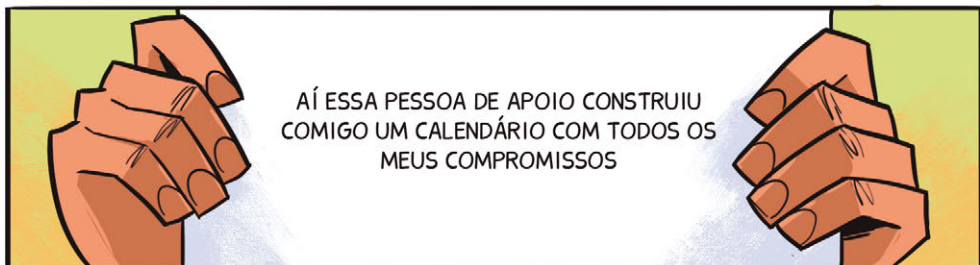 AÍ ESSA PESSOA DE APOIO CONSTRUIU
COMIGO UM CALENDÁRIO COM TODOS OS
MEUS COMPROMISSOS